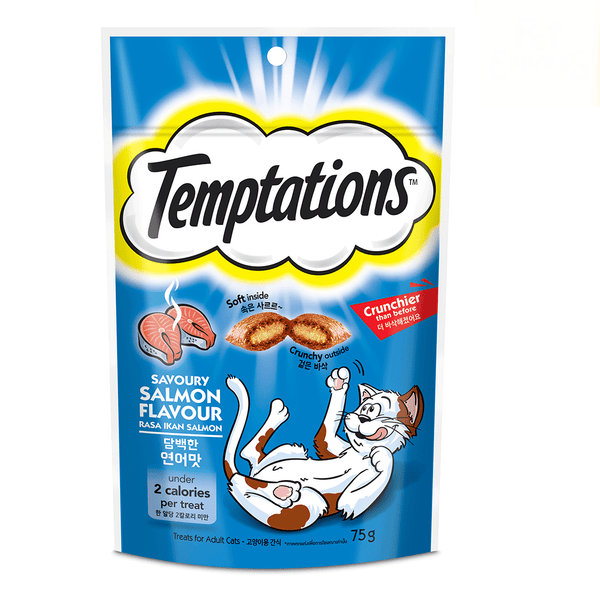 Temptations™
Soft inside
속은 사르르~
Crunchy outside
겉은 바삭
Crunchier
than before
더 바삭해졌어요
SAVOURY
SALMON
FLAVOUR
RASA IKAN SALMON
담백한
연어맛
under
2 calories
per treat
한 알당 2칼로리 미만
Treats for Adult Cats - 고양이용 간식
75g